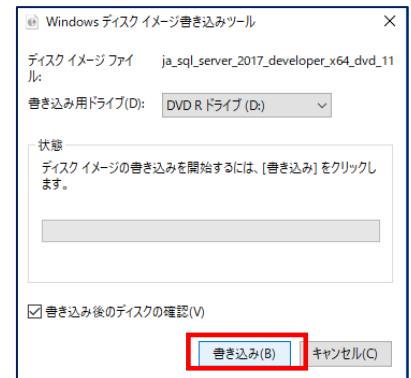 Windows ディスク イメージ書き込みツール
ディスク イメージ ファイ
ja_sql_server_2017_developer_x64_dvd_11
ル:
書き込み用ドライブ(D):
DVD R ドライブ (D:)
状態
ディスク イメージの書き込みを開始するには、[書き込み] をクリックし
ます。
書き込み後のディスクの確認(V)
書き込み(B)
キャンセル(C)